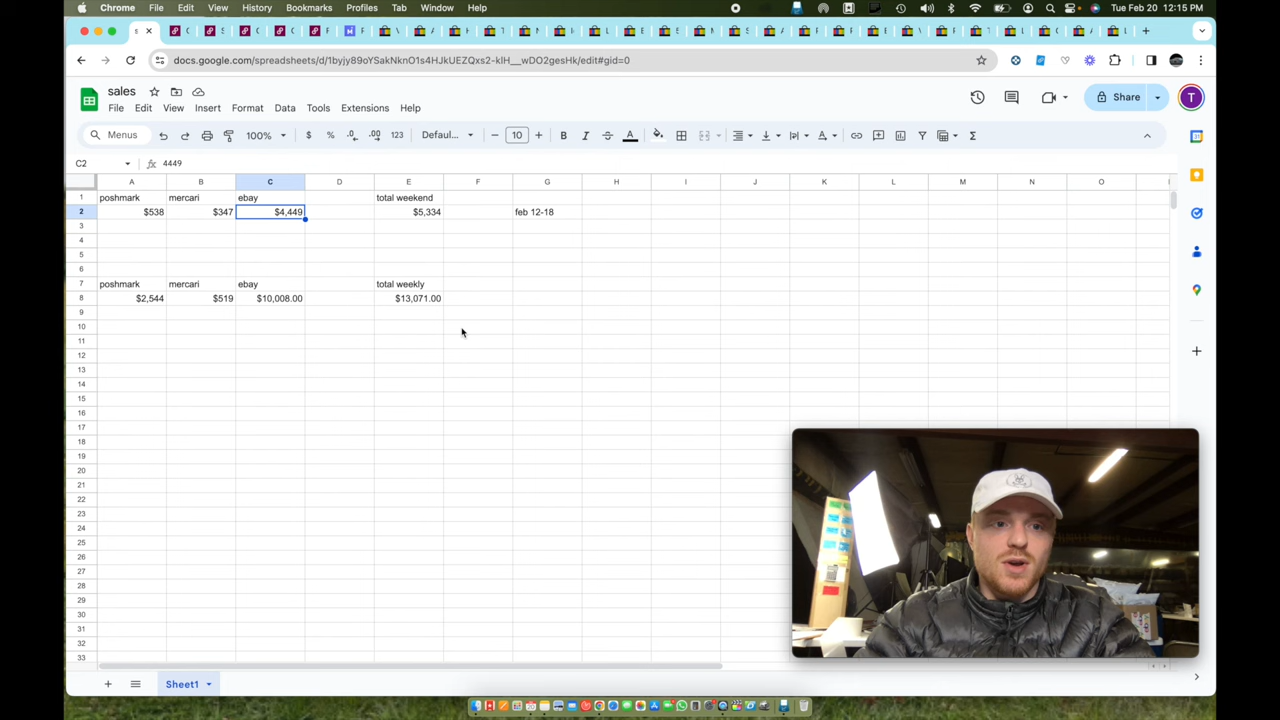 Chrome File Edit View History Bookmarks Profiles Tab Window Help Tue Feb 20 12:15 PM
docs.google.com/spreadsheets/d/1byjy89oYSakNknO1s4HJkUEZQxs2-kIH__wDO2gesHk/edit#gid=0
sales
File Edit View Insert Format Data Tools Extensions Help
Share T
Menus 100% $ % .0 .00 123 Defaul... 10 B I A
C2 fx 4449
A B C D E F G H I J K L M N O
1 poshmark mercari ebay total weekend
2 $538 $347 $4,449 $5,334 feb 12-18
3
4
5
6
7 poshmark mercari ebay total weekly
8 $2,544 $519 $10,008.00 $13,071.00
9
10
11
12
13
14
15
16
17
18
19
20
21
22
23
24
25
26
27
28
29
30
31
32
33
Sheet1